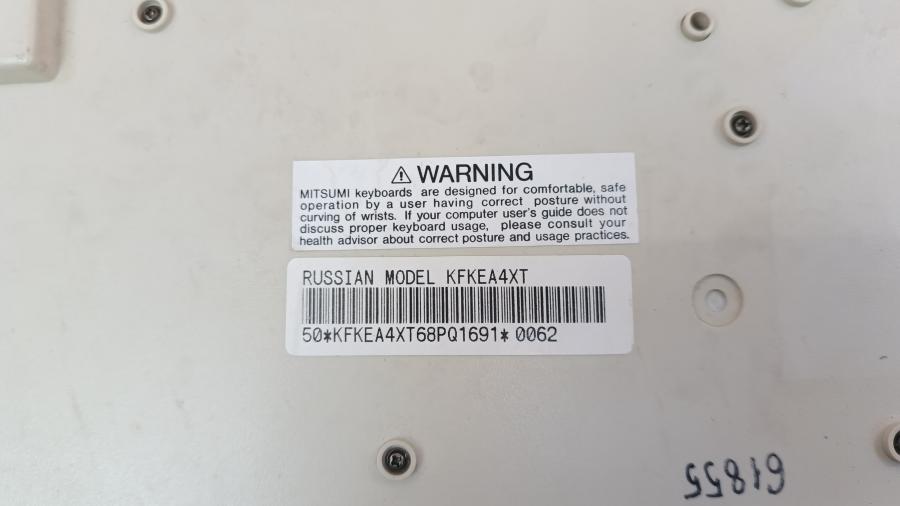 ⚠ WARNING
MITSUMI keyboards are designed for comfortable, safe
operation by a user having correct posture without
curving of wrists. If your computer user's guide does not
discuss proper keyboard usage, please consult your
health advisor about correct posture and usage practices.
RUSSIAN MODEL KFKEA4XT
50*KFKEA4XT68PQ1691* 0062
61855